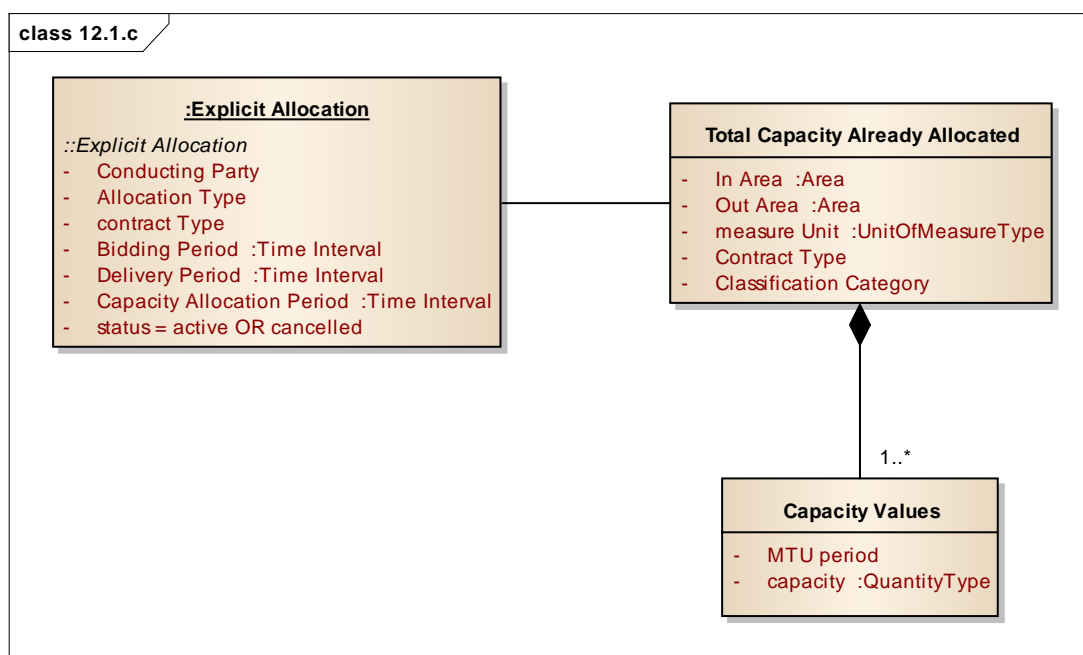 class 12.1.c
:Explicit Allocation
::Explicit Allocation
- Conducting Party
- Allocation Type
- contract Type
- Bidding Period :Time Interval
- Delivery Period :Time Interval
- Capacity Allocation Period :Time Interval
- status = active OR cancelled
Total Capacity Already Allocated
- In Area :Area
- Out Area :Area
- measure Unit :UnitOfMeasureType
- Contract Type
- Classification Category
1..*
Capacity Values
- MTU period
- capacity :QuantityType